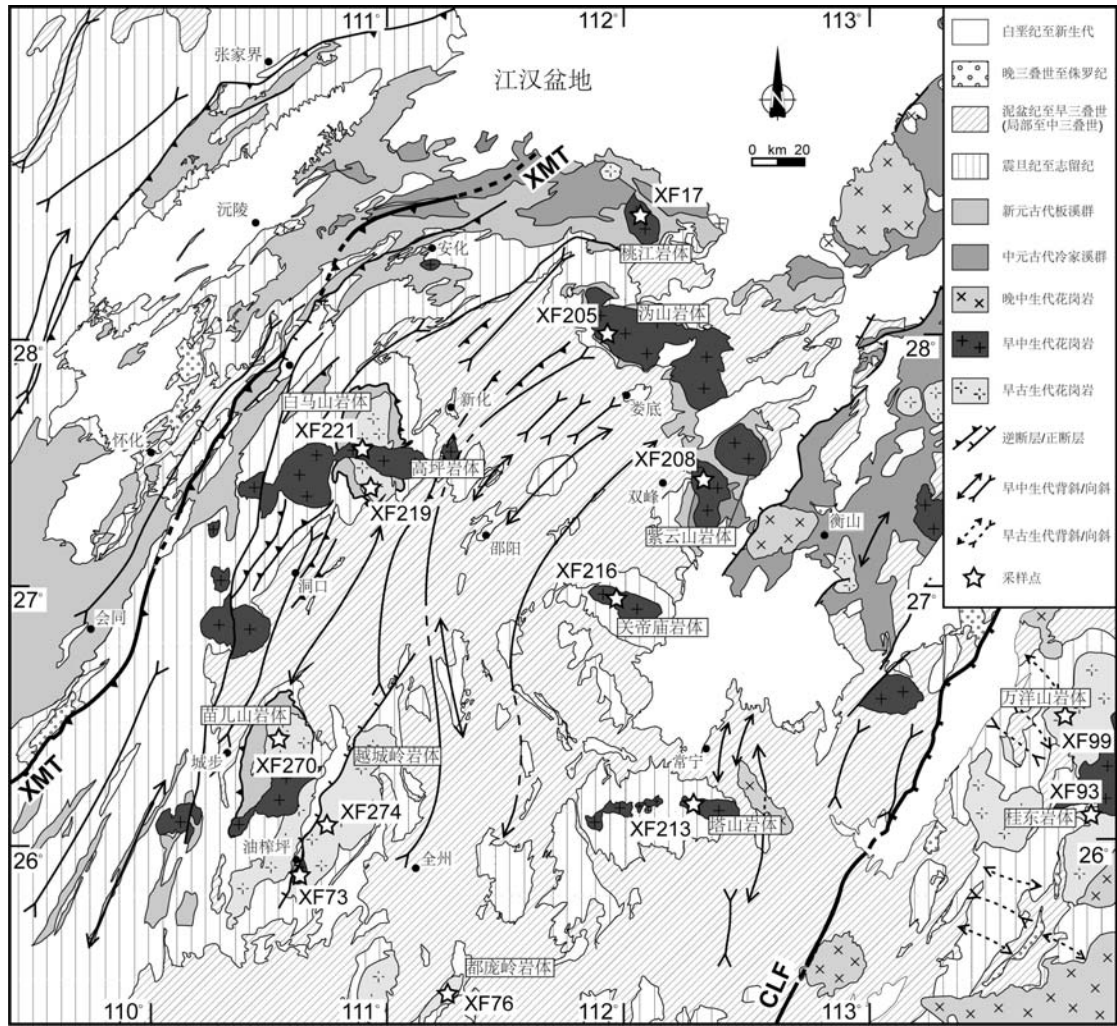 111°
112°
113°
张家界
江汉盆地
N
0 km 20
XMT
XF17
沅陵
安化
桃江岩体
XF205
沩山岩体
28
28
白马山岩体
新化
娄底
怀化
XF221
高坪岩体
XF208
XF219
双峰
紫云山岩体
衡山
邵阳
洞口
XF216
27
27
会同
关帝庙岩体
苗儿山岩体
万洋山岩体
XF99
城步
XF270
越城岭岩体
常宁
XMT
XF93
XF274
XF213
塔山岩体
桂东岩体
油榨坪
26
26
全州
XF73
都庞岭岩体
XF76
CLF
110°
111°
112°
113°
白垩纪至新生代
晚三叠世至侏罗纪
泥盆纪至早三叠世
(局部至中三叠世)
震旦纪至志留纪
新元古代板溪群
中元古代冷家溪群
晚中生代花岗岩
早中生代花岗岩
早古生代花岗岩
逆断层/正断层
早中生代背斜/向斜
早古生代背斜/向斜
采样点